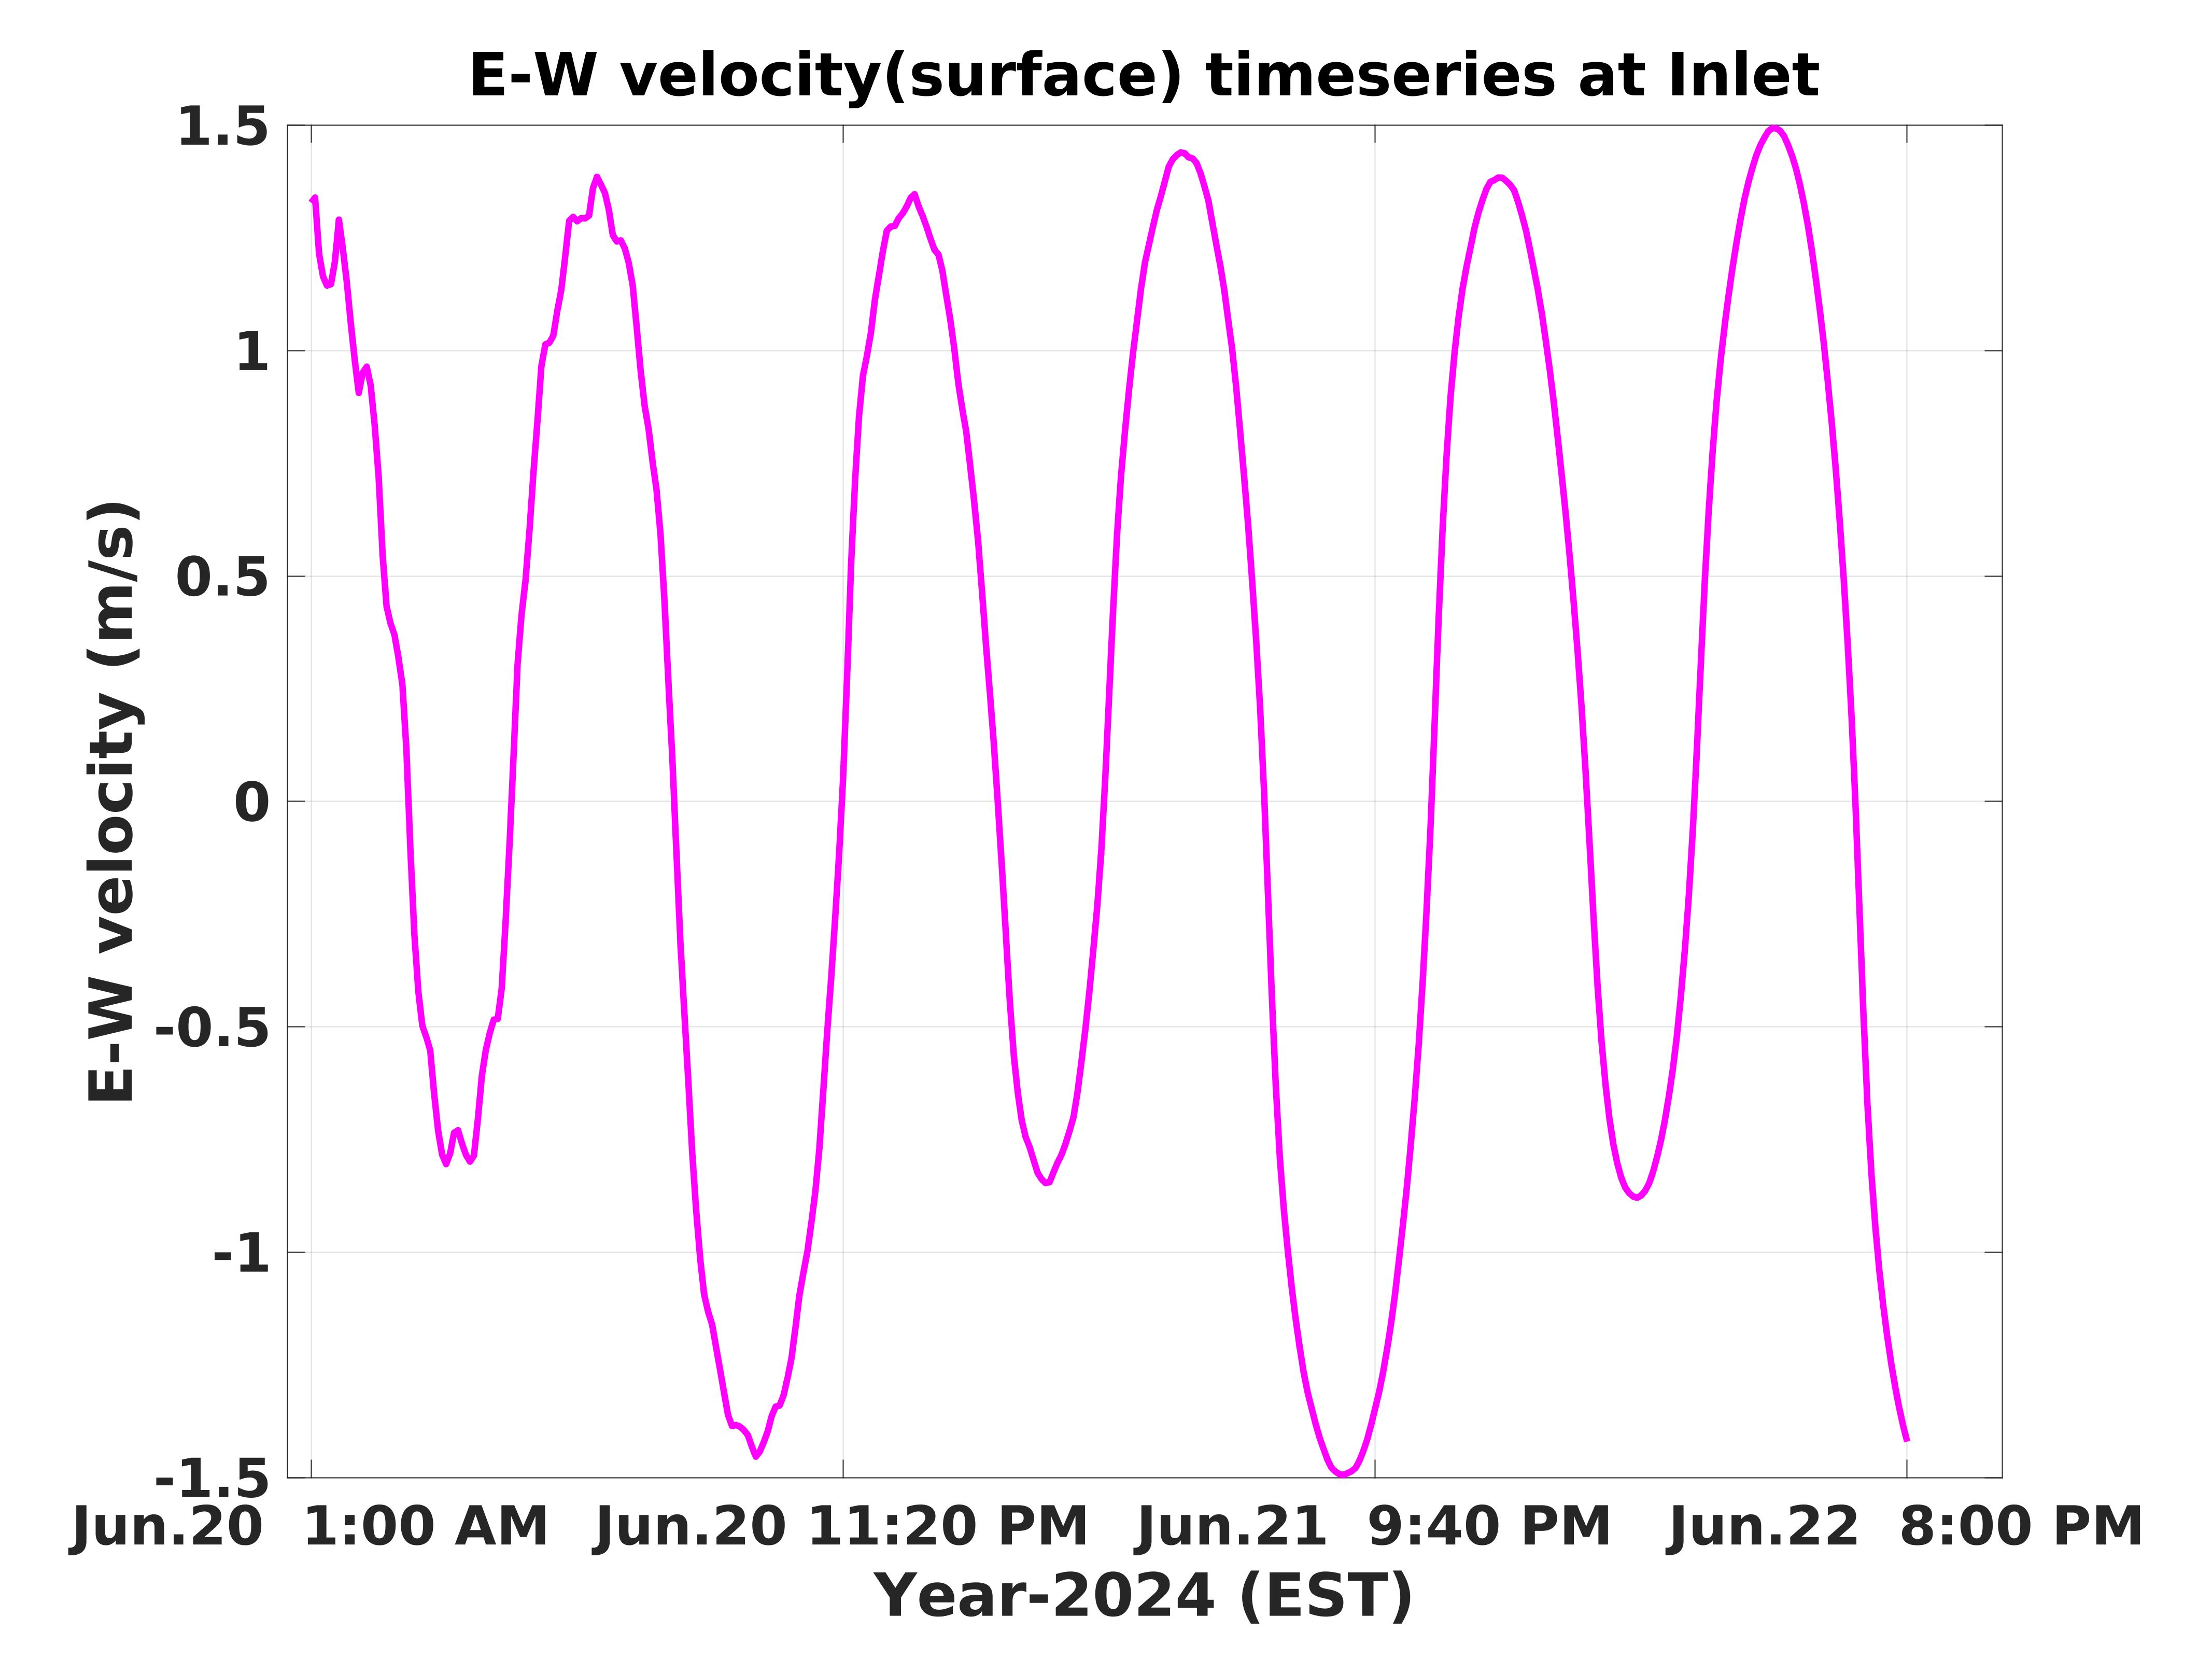 E-W velocity(surface) timeseries at Inlet
E-W velocity (m/s)
1.5
1
0.5
0
-0.5
-1
-1.5
Jun.20 1:00 AM Jun.20 11:20 PM Jun.21 9:40 PM Jun.22 8:00 PM
Year-2024 (EST)